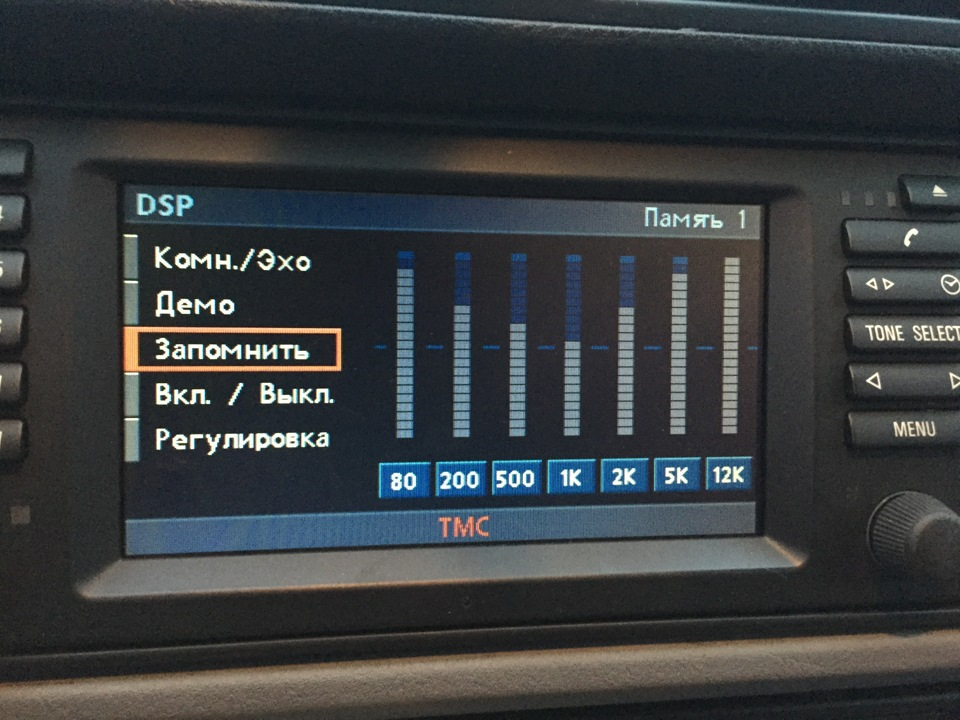 DSP
Память 1
Комн./Эхо
Демо
Запомнить
Вкл. / Выкл.
Регулировка
80 200 500 1K 2K 5K 12K
TMC
TONE SELECT
MENU